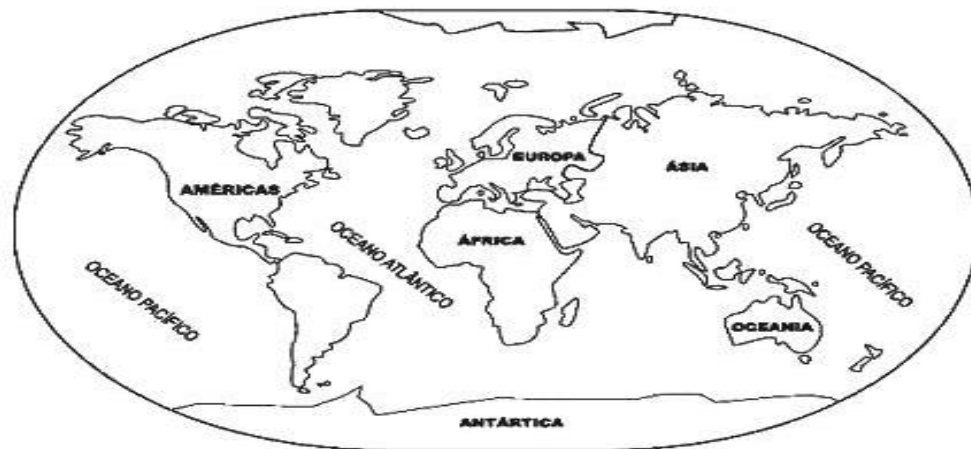 EUROPA
ÁSIA
AMÉRICAS
OCEANO ATLÂNTICO
ÁFRICA
OCEANO PACÍFICO
OCEANO PACÍFICO
OCEANIA
ANTÁRTICA